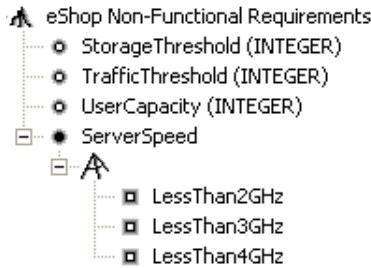 eShop Non-Functional Requirements
StorageThreshold (INTEGER)
TrafficThreshold (INTEGER)
UserCapacity (INTEGER)
ServerSpeed
LessThan2GHz
LessThan3GHz
LessThan4GHz